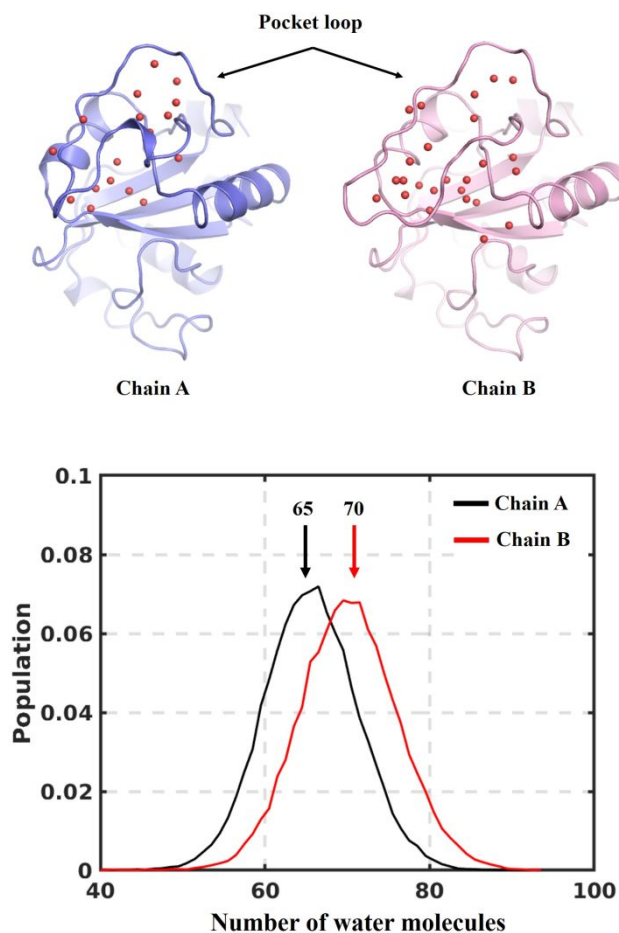 Pocket loop
Chain A
Chain B
0.1
0.08
0.06
0.04
0.02
0
Population
65
70
Chain A
Chain B
40
60
80
100
Number of water molecules